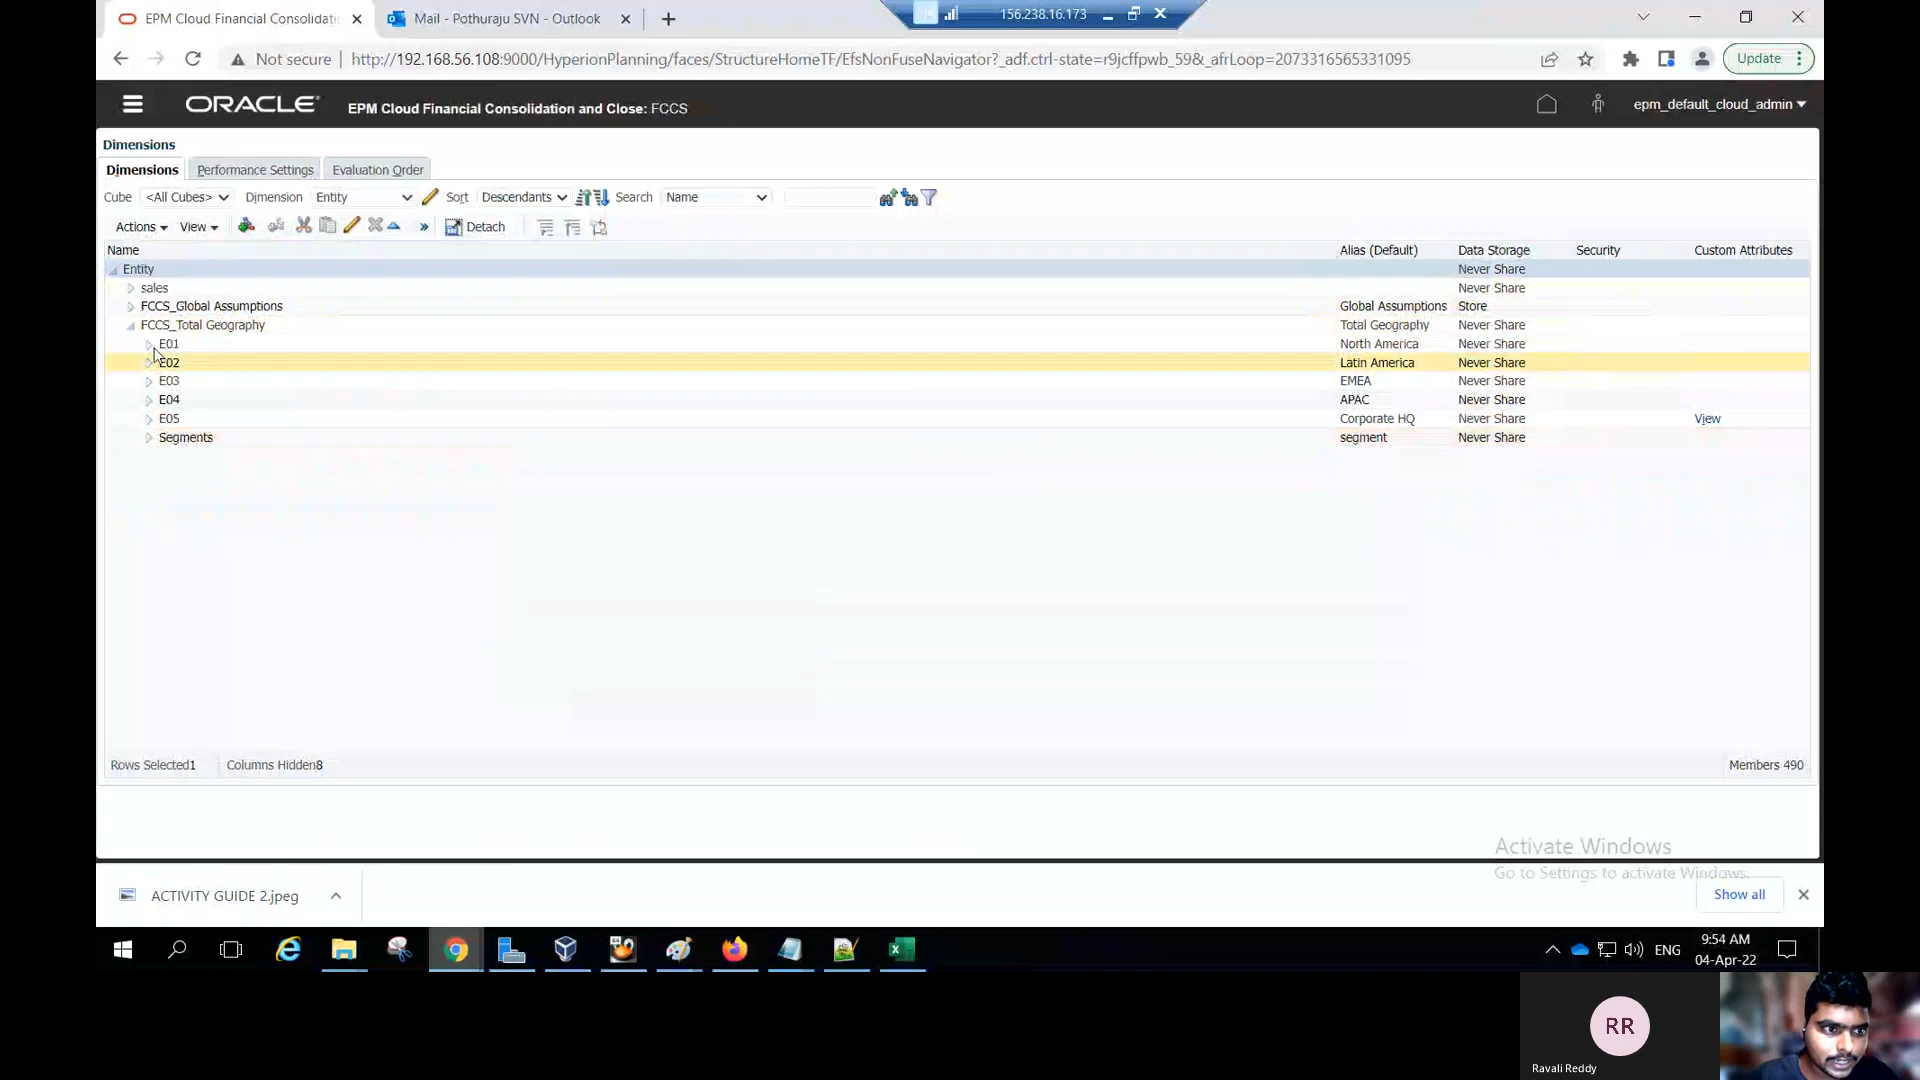 EPM Cloud Financial Consolidatio
Mail - Pothuraju SVN - Outlook
156.238.16.173
Not secure
http://192.168.56.108:9000/HyperionPlanning/faces/StructureHomeTF/EfsNonFuseNavigator?_adf.ctrl-state=r9jcffpwb_59&_afrLoop=2073316565331095
Update
ORACLE
EPM Cloud Financial Consolidation and Close: FCCS
epm_default_cloud_admin
Dimensions
Dimensions Performance Settings Evaluation Order
Cube <All Cubes> Dimension Entity Sort Descendants Search Name
Actions View » Detach
Name Alias (Default) Data Storage Security Custom Attributes
Entity Never Share
sales Never Share
FCCS_Global Assumptions Global Assumptions Store
FCCS_Total Geography Total Geography Never Share
E01 North America Never Share
E02 Latin America Never Share
E03 EMEA Never Share
E04 APAC Never Share
E05 Corporate HQ Never Share View
Segments segment Never Share
Rows Selected1 Columns Hidden8 Members 490
Activate Windows
Go to Settings to activate Windows.
ACTIVITY GUIDE 2.jpeg
Show all
ENG
9:54 AM
04-Apr-22
RR
Ravali Reddy